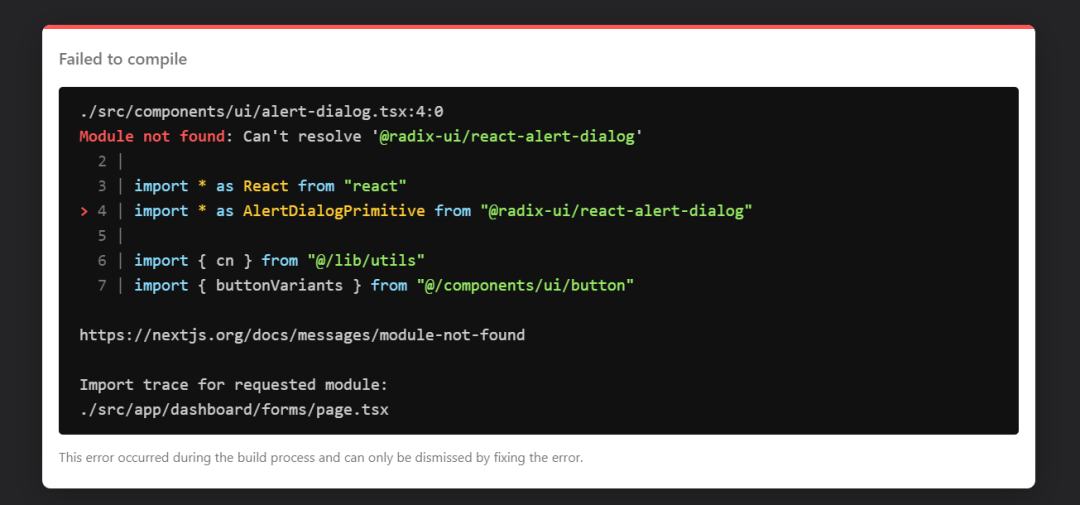 Failed to compile
./src/components/ui/alert-dialog.tsx:4:0
Module not found: Can't resolve '@radix-ui/react-alert-dialog'
2 |
3 | import * as React from "react"
> 4 | import * as AlertDialogPrimitive from "@radix-ui/react-alert-dialog"
5 |
6 | import { cn } from "@/lib/utils"
7 | import { buttonVariants } from "@/components/ui/button"
https://nextjs.org/docs/messages/module-not-found
Import trace for requested module:
./src/app/dashboard/forms/page.tsx
This error occurred during the build process and can only be dismissed by fixing the error.